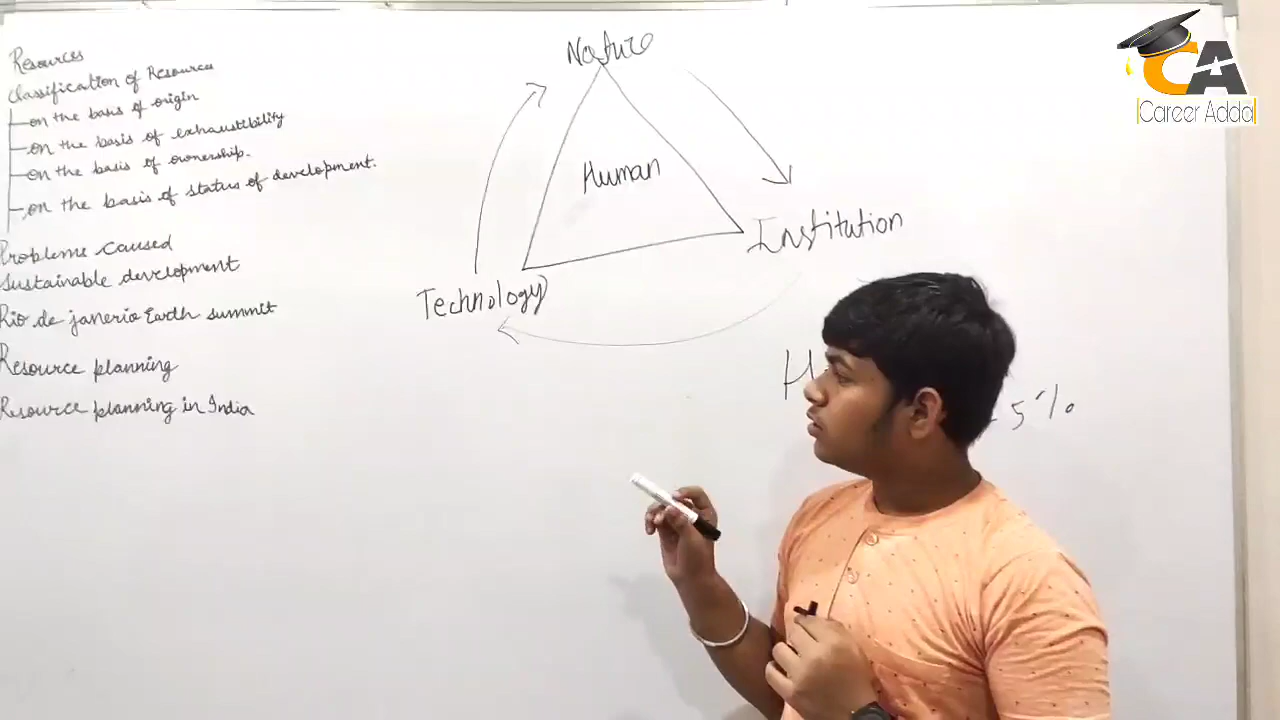 Resources
Classification of Resources
on the basis of origin
on the basis of exhaustibility
on the basis of ownership.
on the basis of status of development.
Problems caused
Sustainable development
Rio de janerio Earth summit
Resource planning
Resource planning in India
Nature
Human
Institution
Technology
H
5%
CA
Career Adda